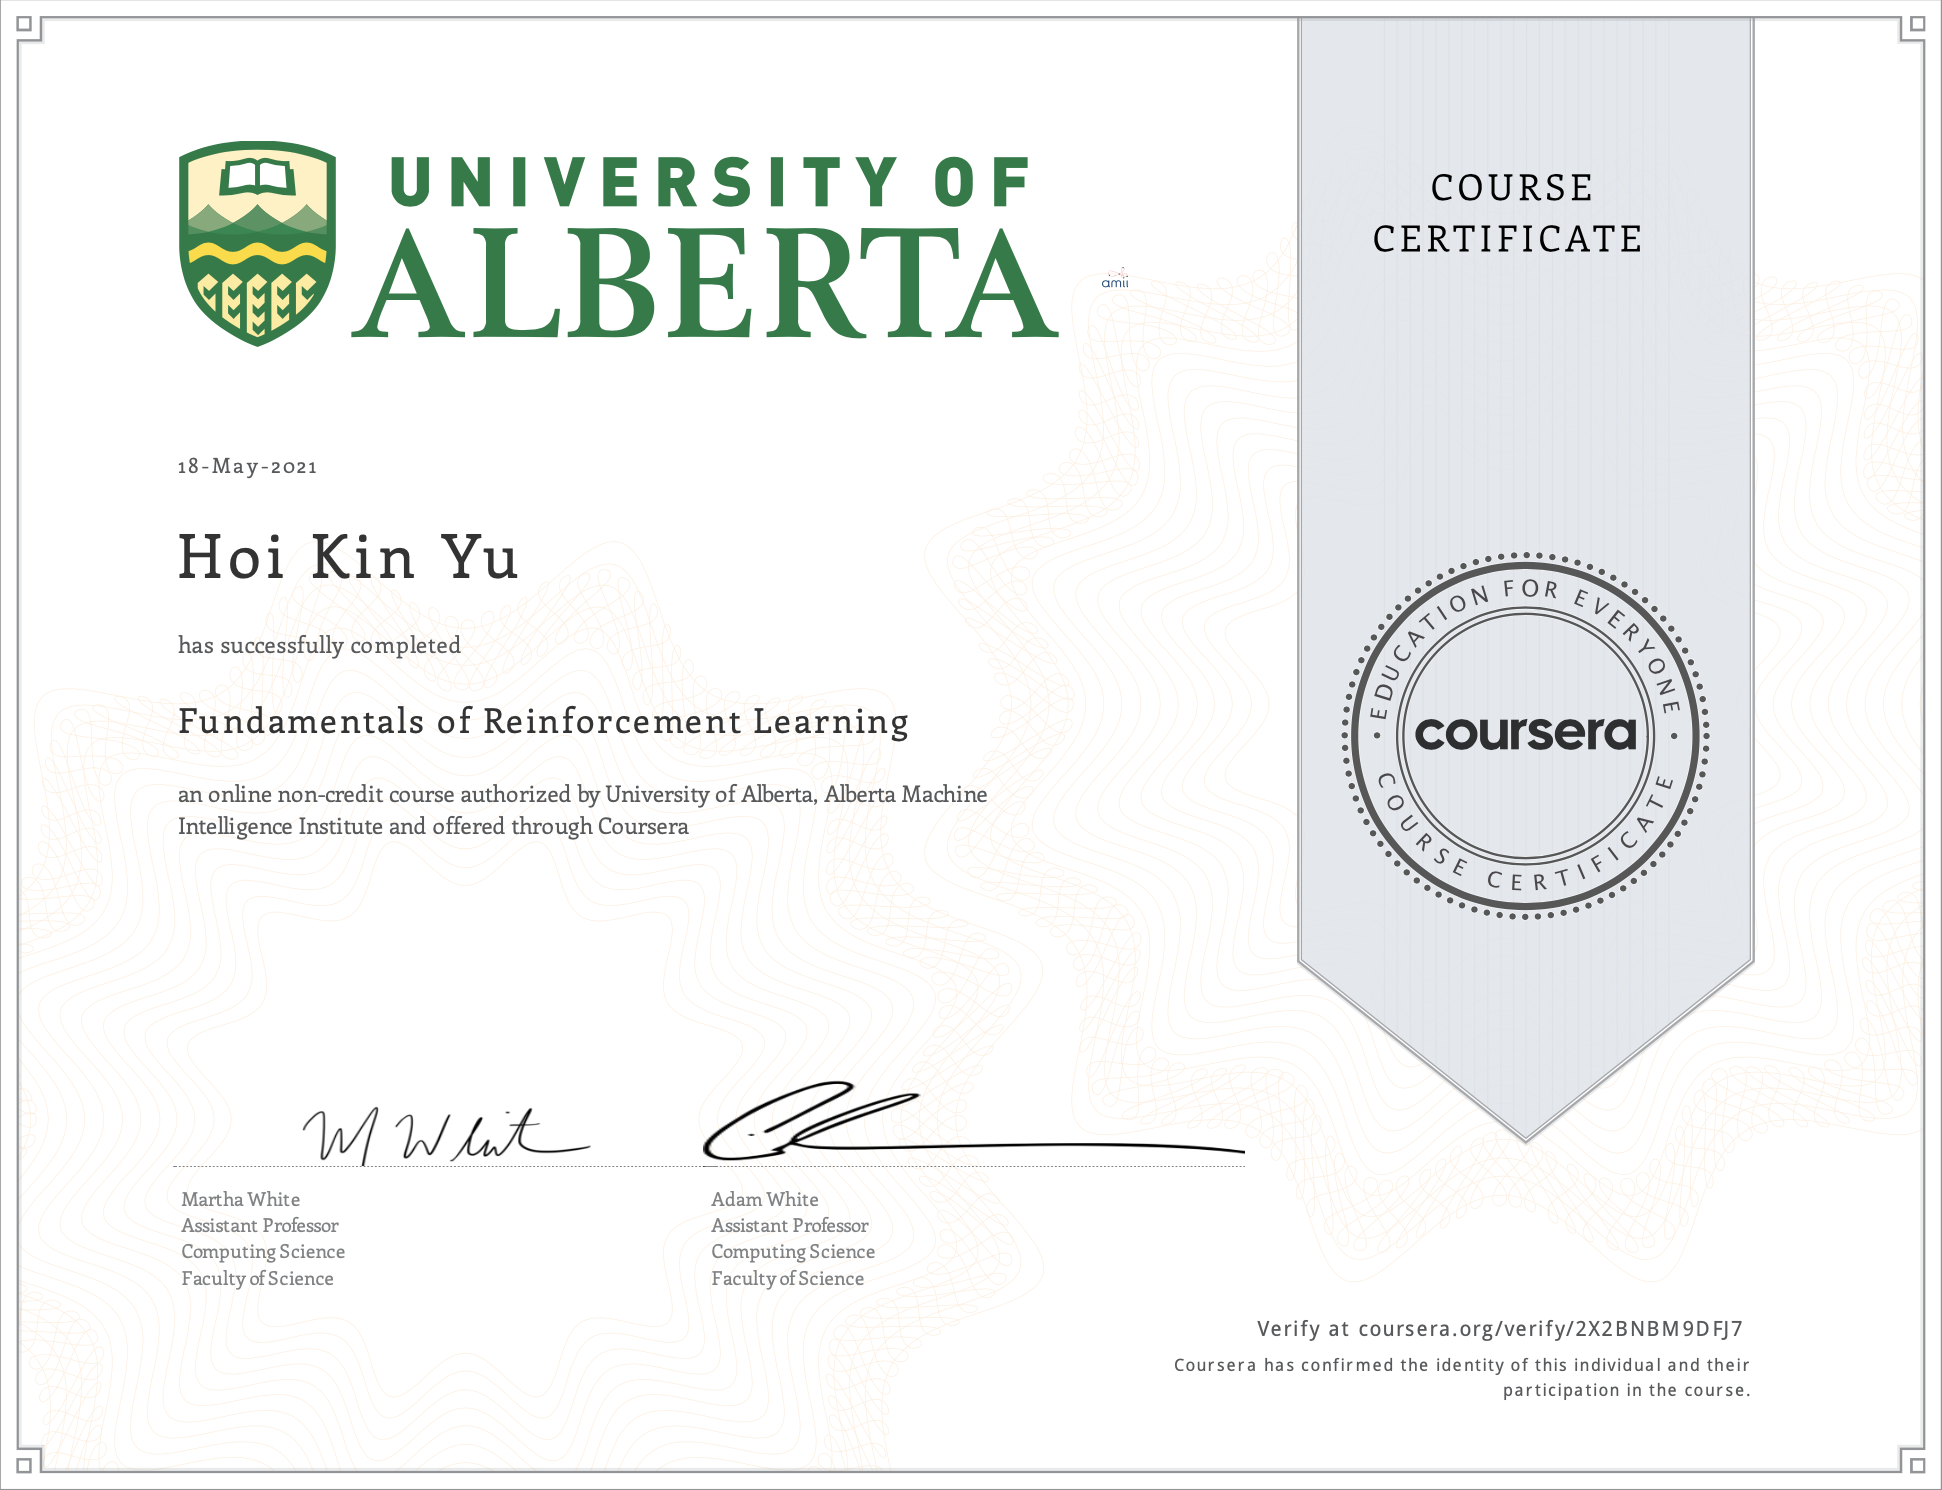 UNIVERSITY OF
ALBERTA
amii
COURSE
CERTIFICATE
18-May-2021
Hoi Kin Yu
has successfully completed
Fundamentals of Reinforcement Learning
an online non-credit course authorized by University of Alberta, Alberta Machine
Intelligence Institute and offered through Coursera
EDUCATION FOR EVERYONE
coursera
COURSE CERTIFICATE
M White
Martha White
Assistant Professor
Computing Science
Faculty of Science
Adam White
Assistant Professor
Computing Science
Faculty of Science
Verify at coursera.org/verify/2X2BNBM9DFJ7
Coursera has confirmed the identity of this individual and their
participation in the course.